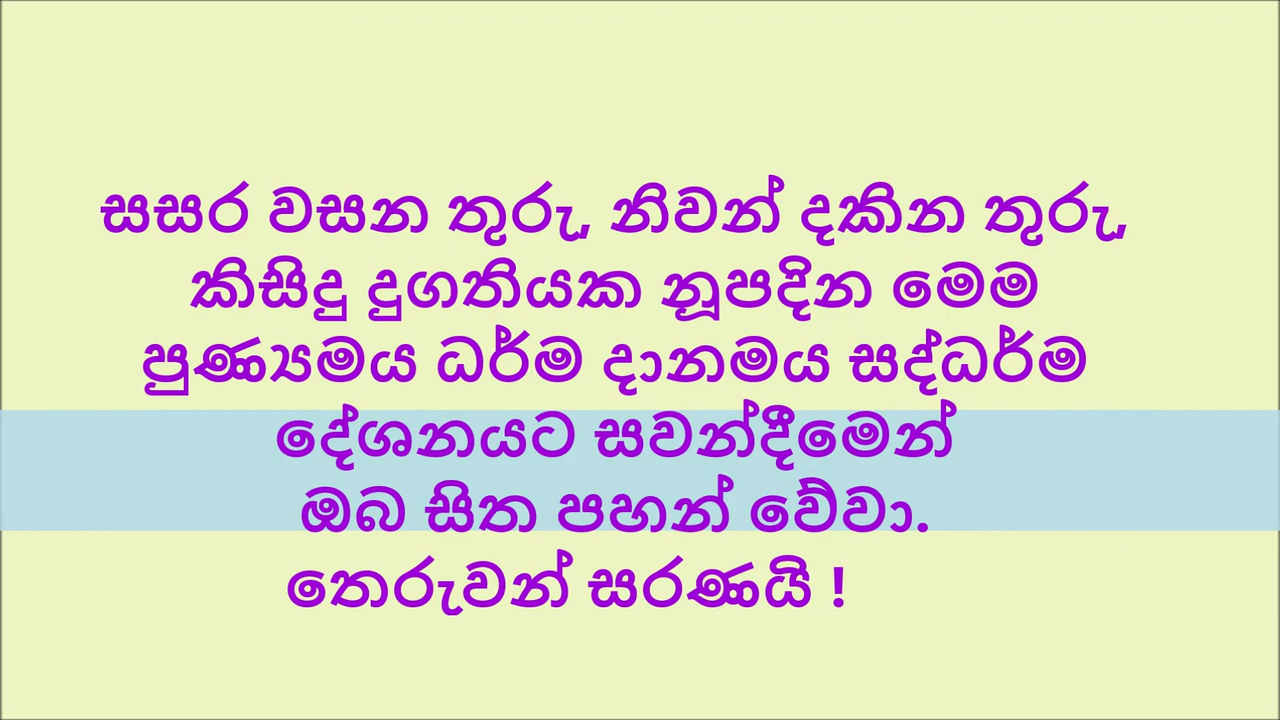 සසර වසන තුරු, නිවන් දකින තුරු,
කිසිදු දුගතියක නූපදින මෙම
පුණ්‍යමය ධර්ම දානමය සද්ධර්ම
දේශනයට සවන්දීමෙන්
ඔබ සිත පහන් වේවා.
තෙරුවන් සරණයි !